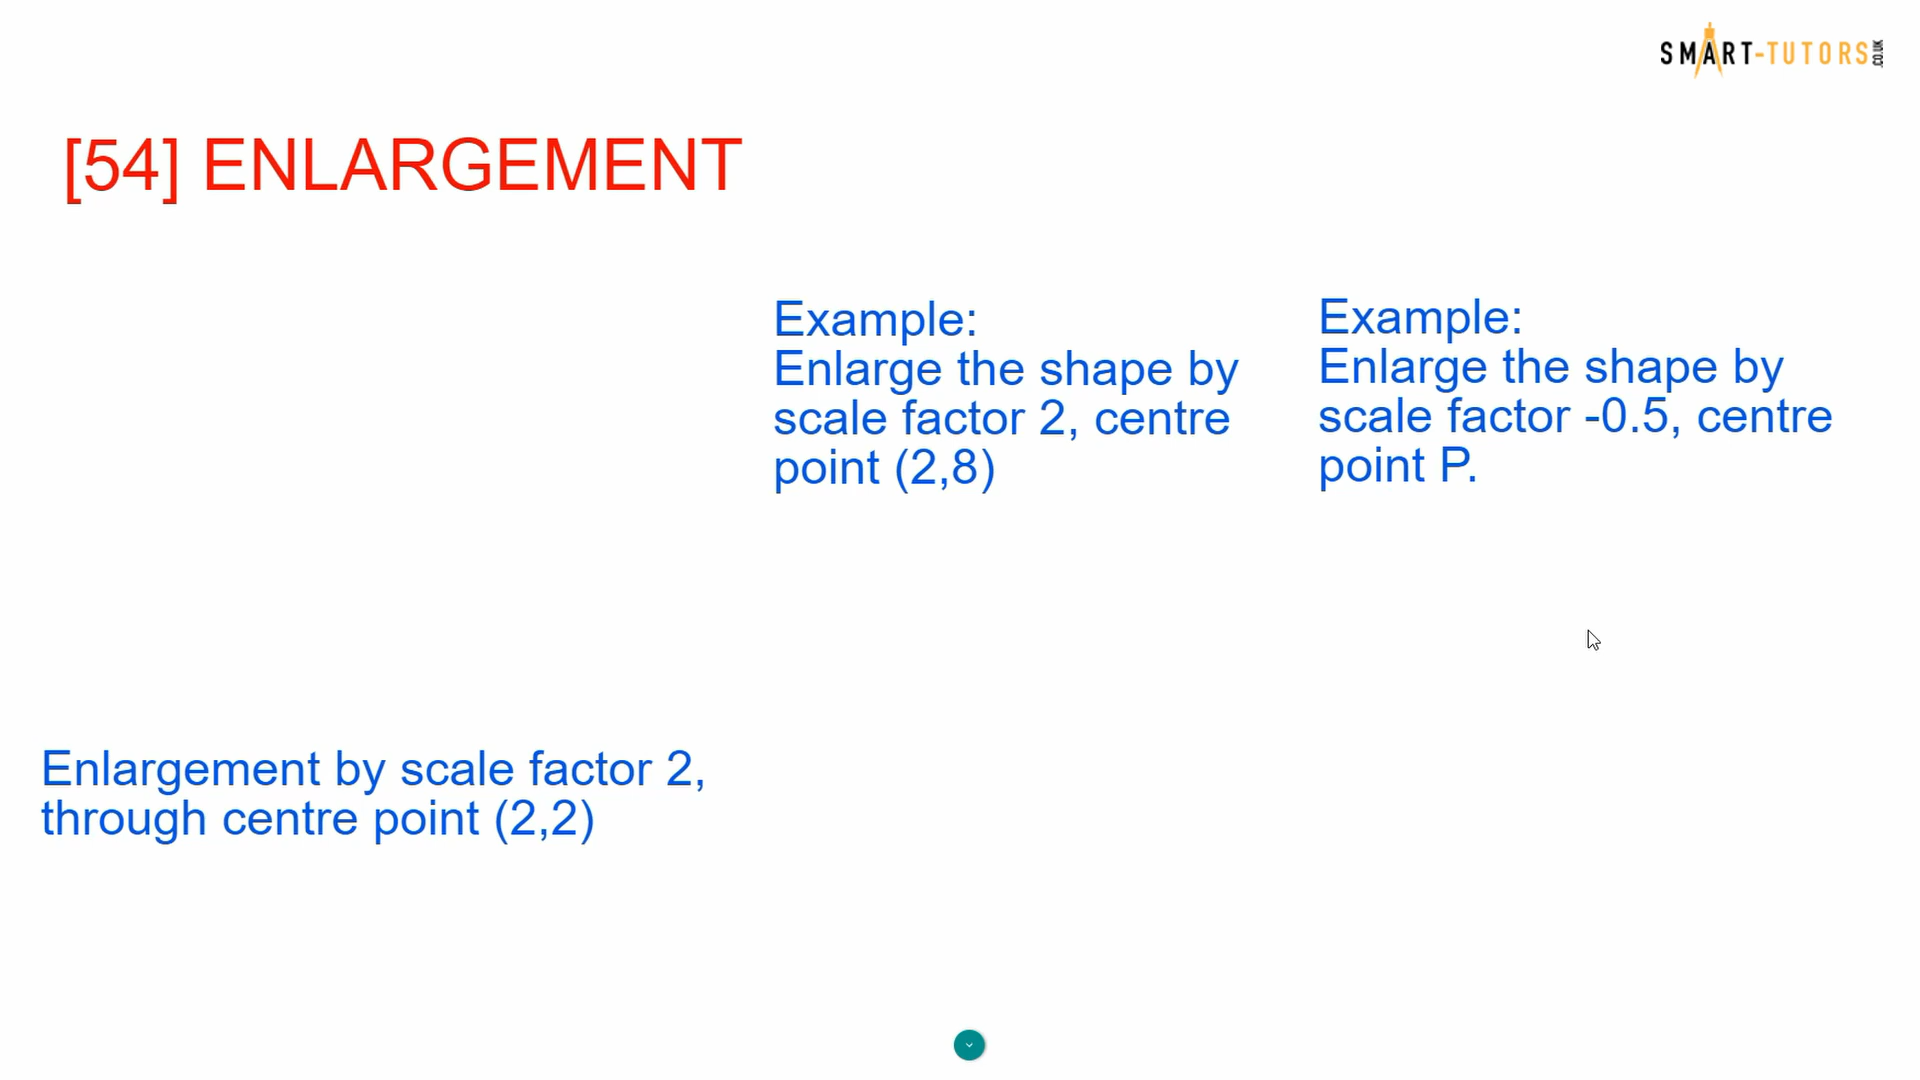 SMART-TUTORS.CO.UK
[54] ENLARGEMENT
Example:
Enlarge the shape by
scale factor 2, centre
point (2,8)
Example:
Enlarge the shape by
scale factor -0.5, centre
point P.
Enlargement by scale factor 2,
through centre point (2,2)